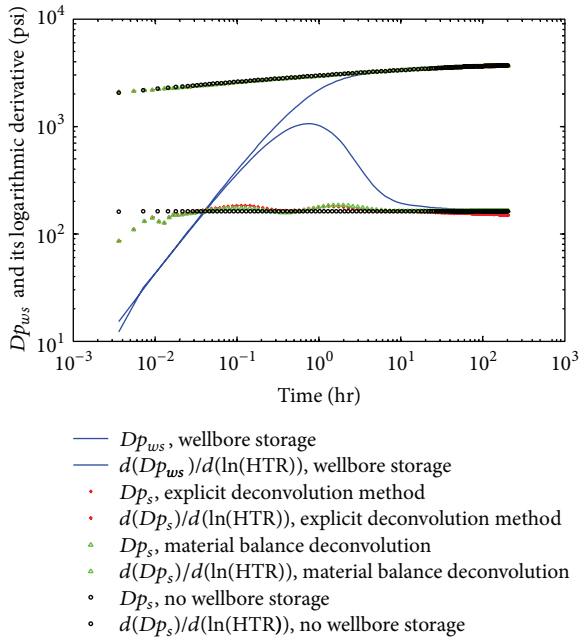 Dp_ws and its logarithmic derivative (psi)
10^4
10^3
10^2
10^1
10^−3 10^−2 10^−1 10^0 10^1 10^2 10^3
Time (hr)
Dp_ws, wellbore storage
d(Dp_ws)/d(ln(HTR)), wellbore storage
Dp_s, explicit deconvolution method
d(Dp_s)/d(ln(HTR)), explicit deconvolution method
Dp_s, material balance deconvolution
d(Dp_s)/d(ln(HTR)), material balance deconvolution
Dp_s, no wellbore storage
d(Dp_s)/d(ln(HTR)), no wellbore storage